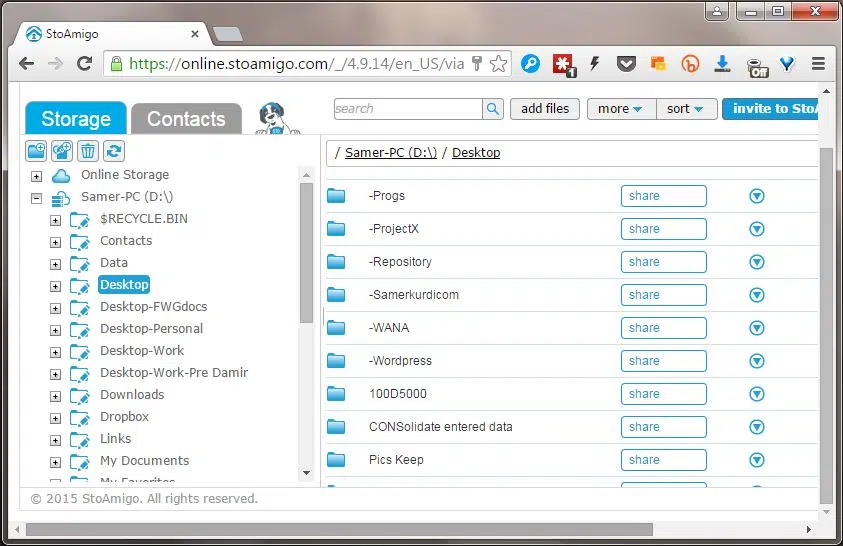 StoAmigo
https://online.stoamigo.com/_/4.9.14/en_US/via
1
Off
Storage
Contacts
STO
search
add files
more
sort
invite to StoA
/ Samer-PC (D:\) / Desktop
Online Storage
Samer-PC (D:\)
$RECYCLE.BIN
Contacts
Data
Desktop
Desktop-FWGdocs
Desktop-Personal
Desktop-Work
Desktop-Work-Pre Damir
Downloads
Dropbox
Links
My Documents
My Favorites
-Progs share
-ProjectX share
-Repository share
-Samerkurdicom share
-WANA share
-Wordpress share
100D5000 share
CONSolidate entered data share
Pics Keep share
© 2015 StoAmigo. All rights reserved.